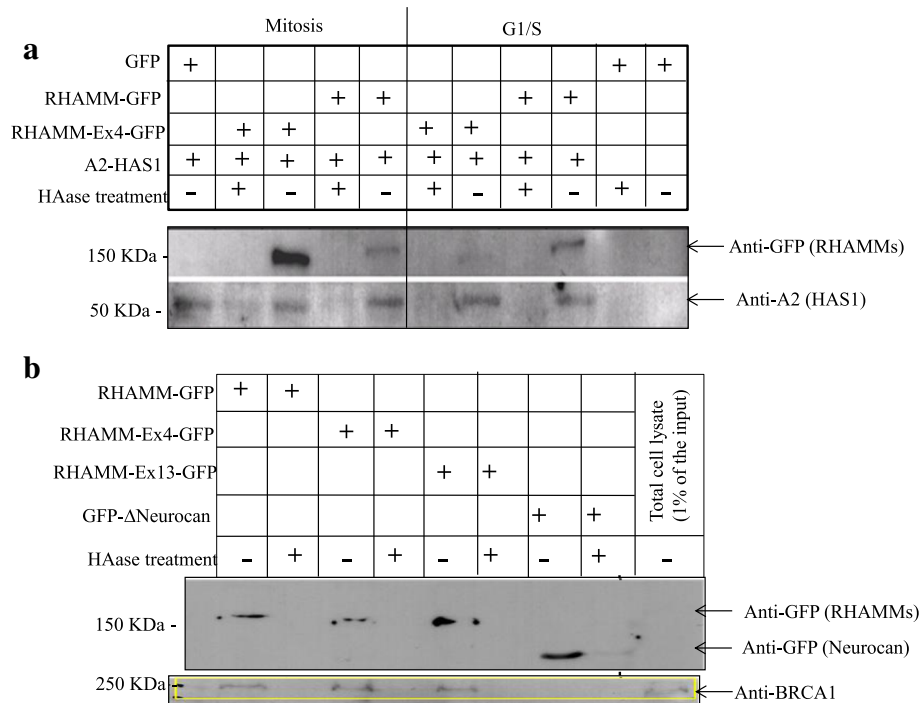 a
Mitosis G1/S
GFP + + +
RHAMM-GFP + + + +
RHAMM-Ex4-GFP + + + +
A2-HAS1 + + + + + + + + +
HAase treatment - + - + - + - + - + -
150 KDa - Anti-GFP (RHAMMs)
50 KDa - Anti-A2 (HAS1)
b
RHAMM-GFP + +
RHAMM-Ex4-GFP + +
RHAMM-Ex13-GFP + +
GFP-ΔNeurocan + +
HAase treatment - + - + - + - + -
Total cell lysate
(1% of the input)
Anti-GFP (RHAMMs)
150 KDa -
Anti-GFP (Neurocan)
250 KDa - Anti-BRCA1